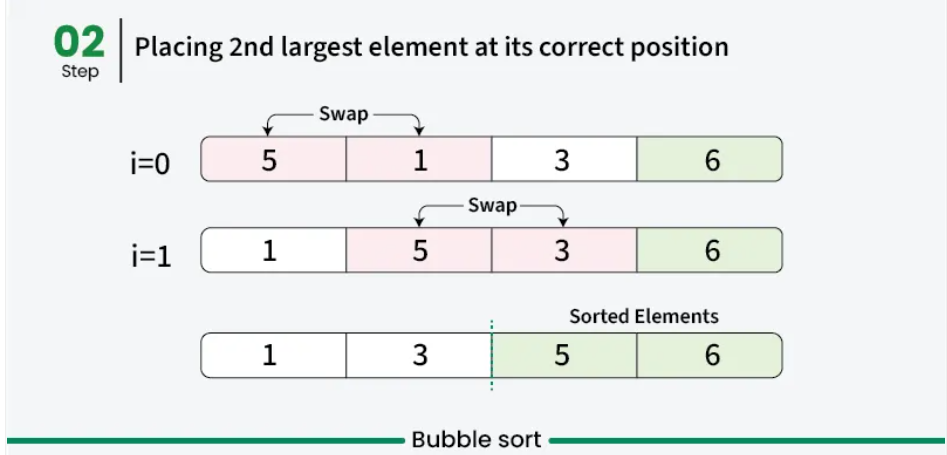 02
Step
Placing 2nd largest element at its correct position
Swap
i=0 5 1 3 6
Swap
i=1 1 5 3 6
Sorted Elements
1 3 5 6
Bubble sort